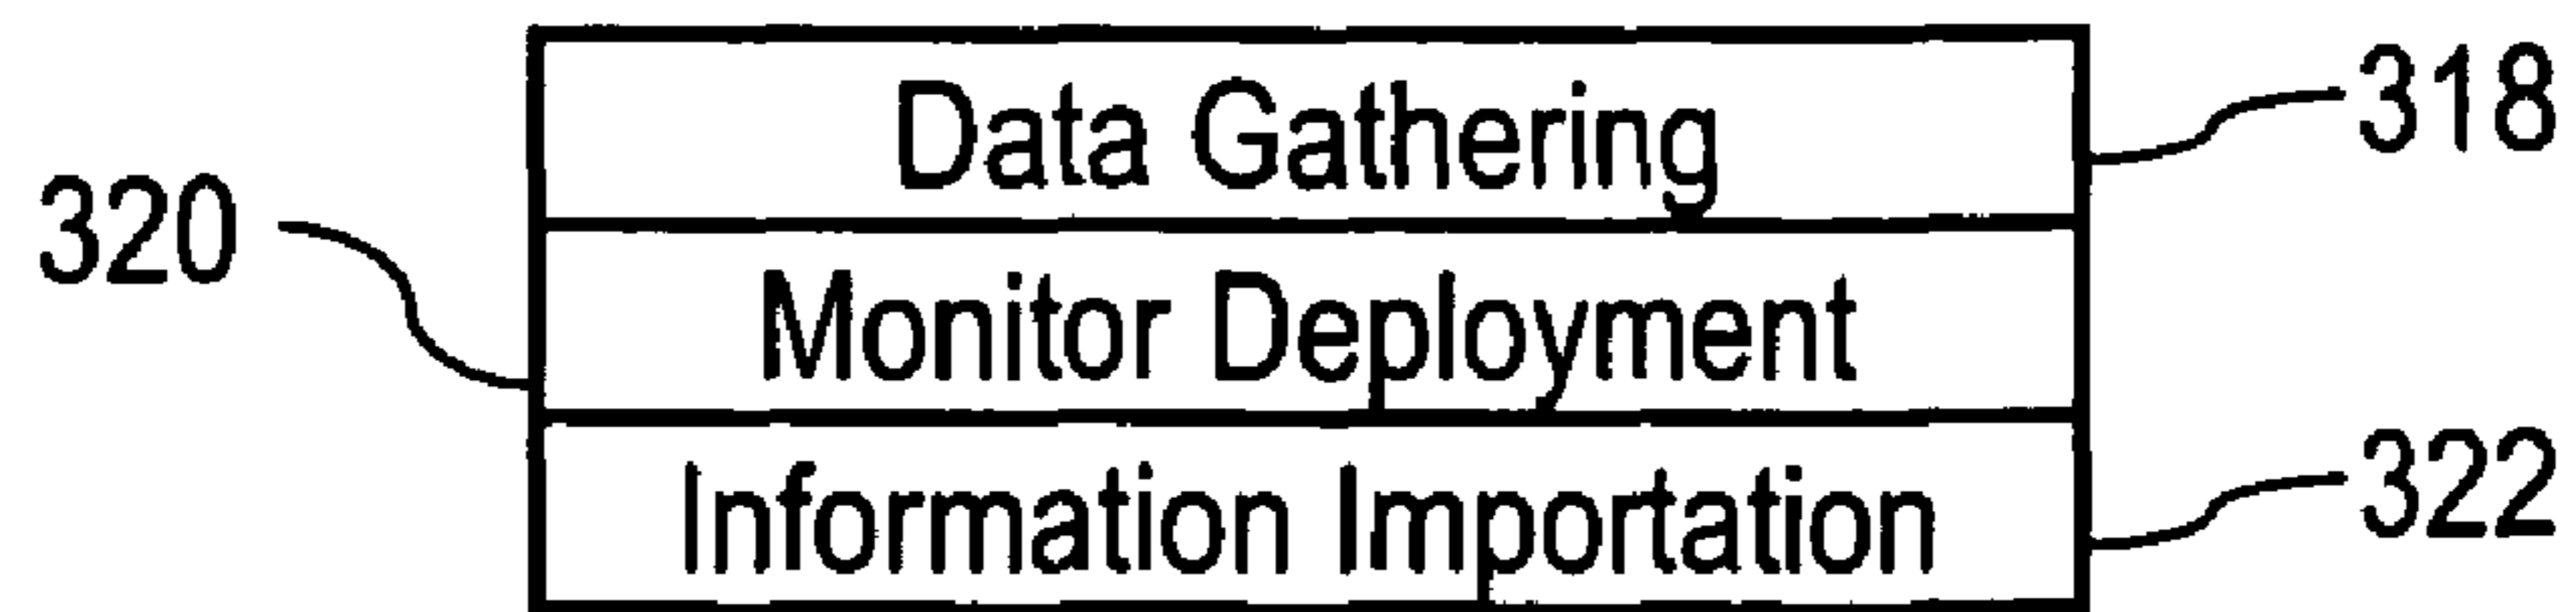 Data Gathering 318
320 Monitor Deployment
Information Importation 322